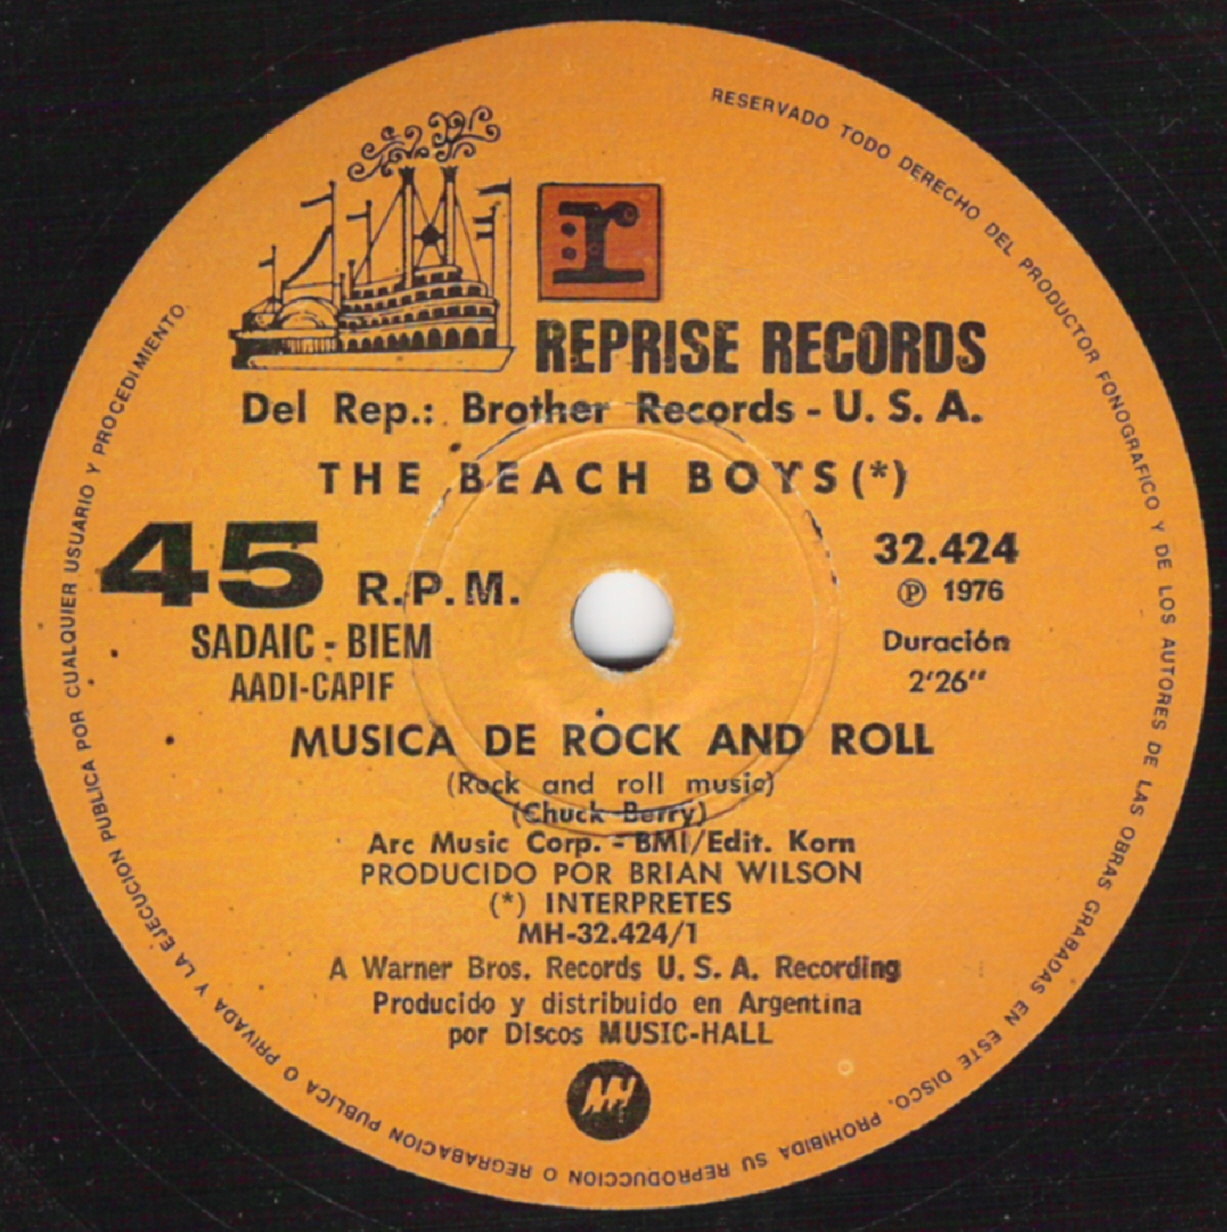 RESERVADO TODO DERECHO DEL PRODUCTOR FONOGRAFICO Y DE LOS AUTORES DE LAS OBRAS GRABADAS EN ESTE DISCO. PROHIBIDA SU REPRODUCCION O REGRABACION PUBLICA O PRIVADA Y LA EJECUCION PUBLICA POR CUALQUIER USUARIO Y PROCEDIMIENTO
r
REPRISE RECORDS
Del Rep.: Brother Records - U. S. A.
THE BEACH BOYS (*)
45 R.P.M.
SADAIC - BIEM
AADI-CAPIF
32.424
Ⓟ 1976
Duración
2'26"
MUSICA DE ROCK AND ROLL
(Rock and roll music)
(Chuck Berry)
Arc Music Corp. - BMI/Edit. Korn
PRODUCIDO POR BRIAN WILSON
(*) INTERPRETES
MH-32.424/1
A Warner Bros. Records U. S. A. Recording
Producido y distribuido en Argentina
por Discos MUSIC-HALL
MH